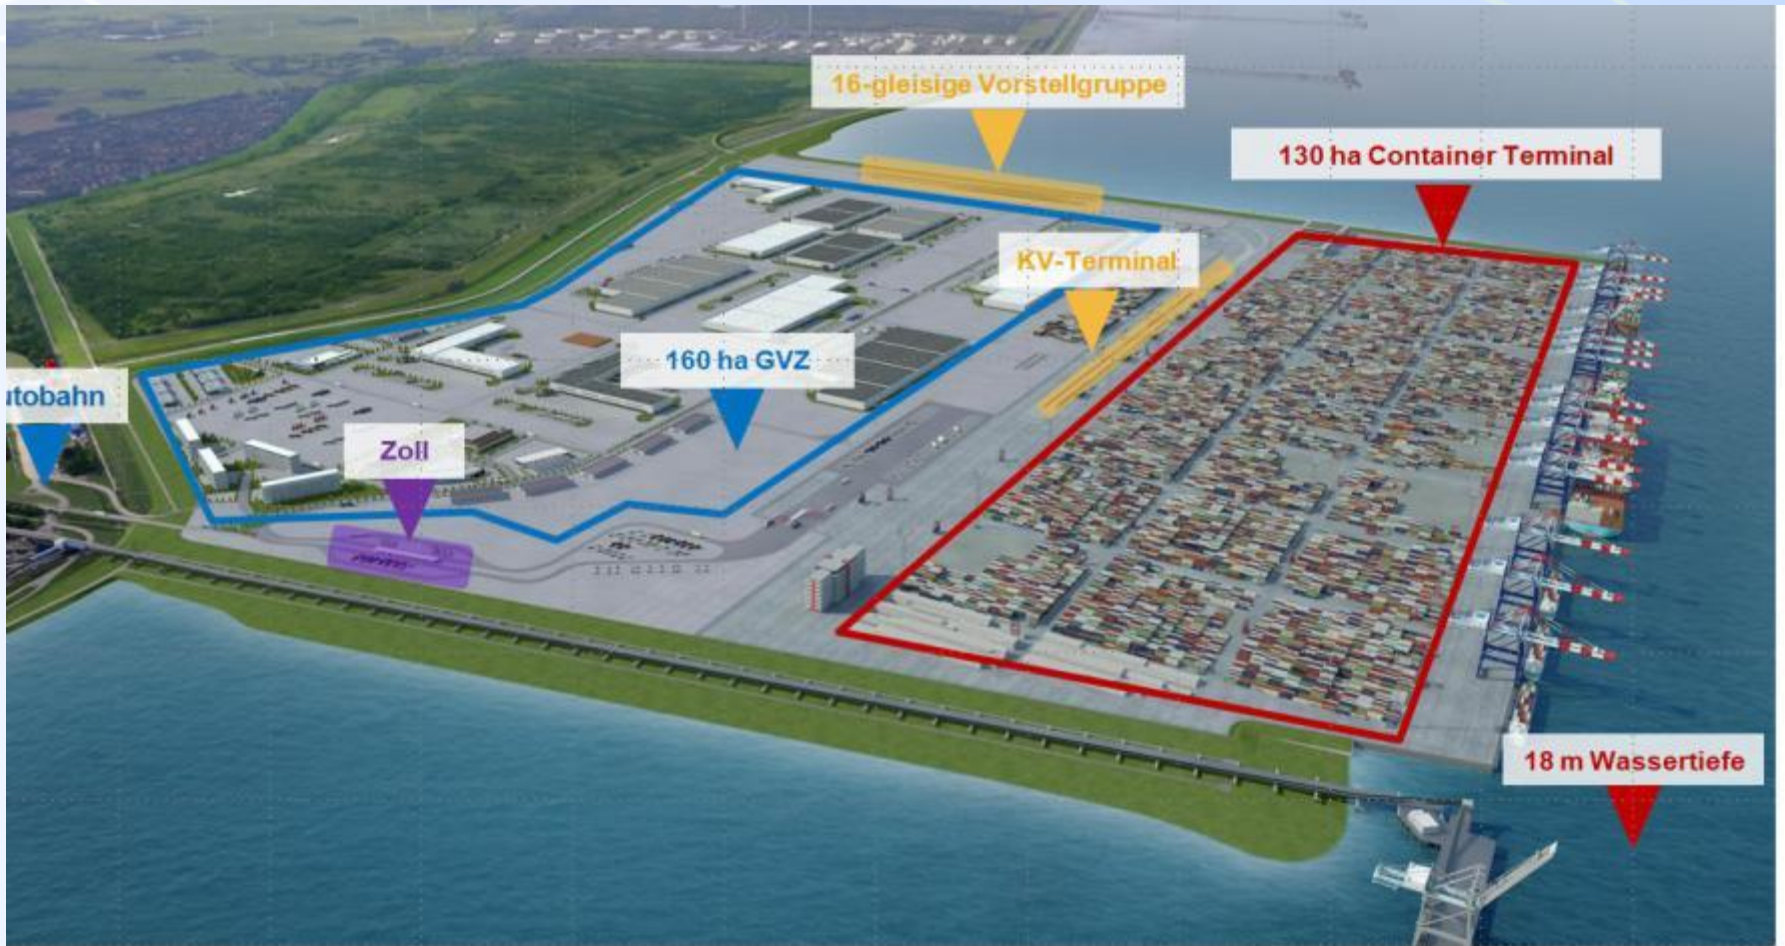 16-gleisige Vorstellgruppe
130 ha Container Terminal
KV-Terminal
160 ha GVZ
utobahn
Zoll
18 m Wassertiefe